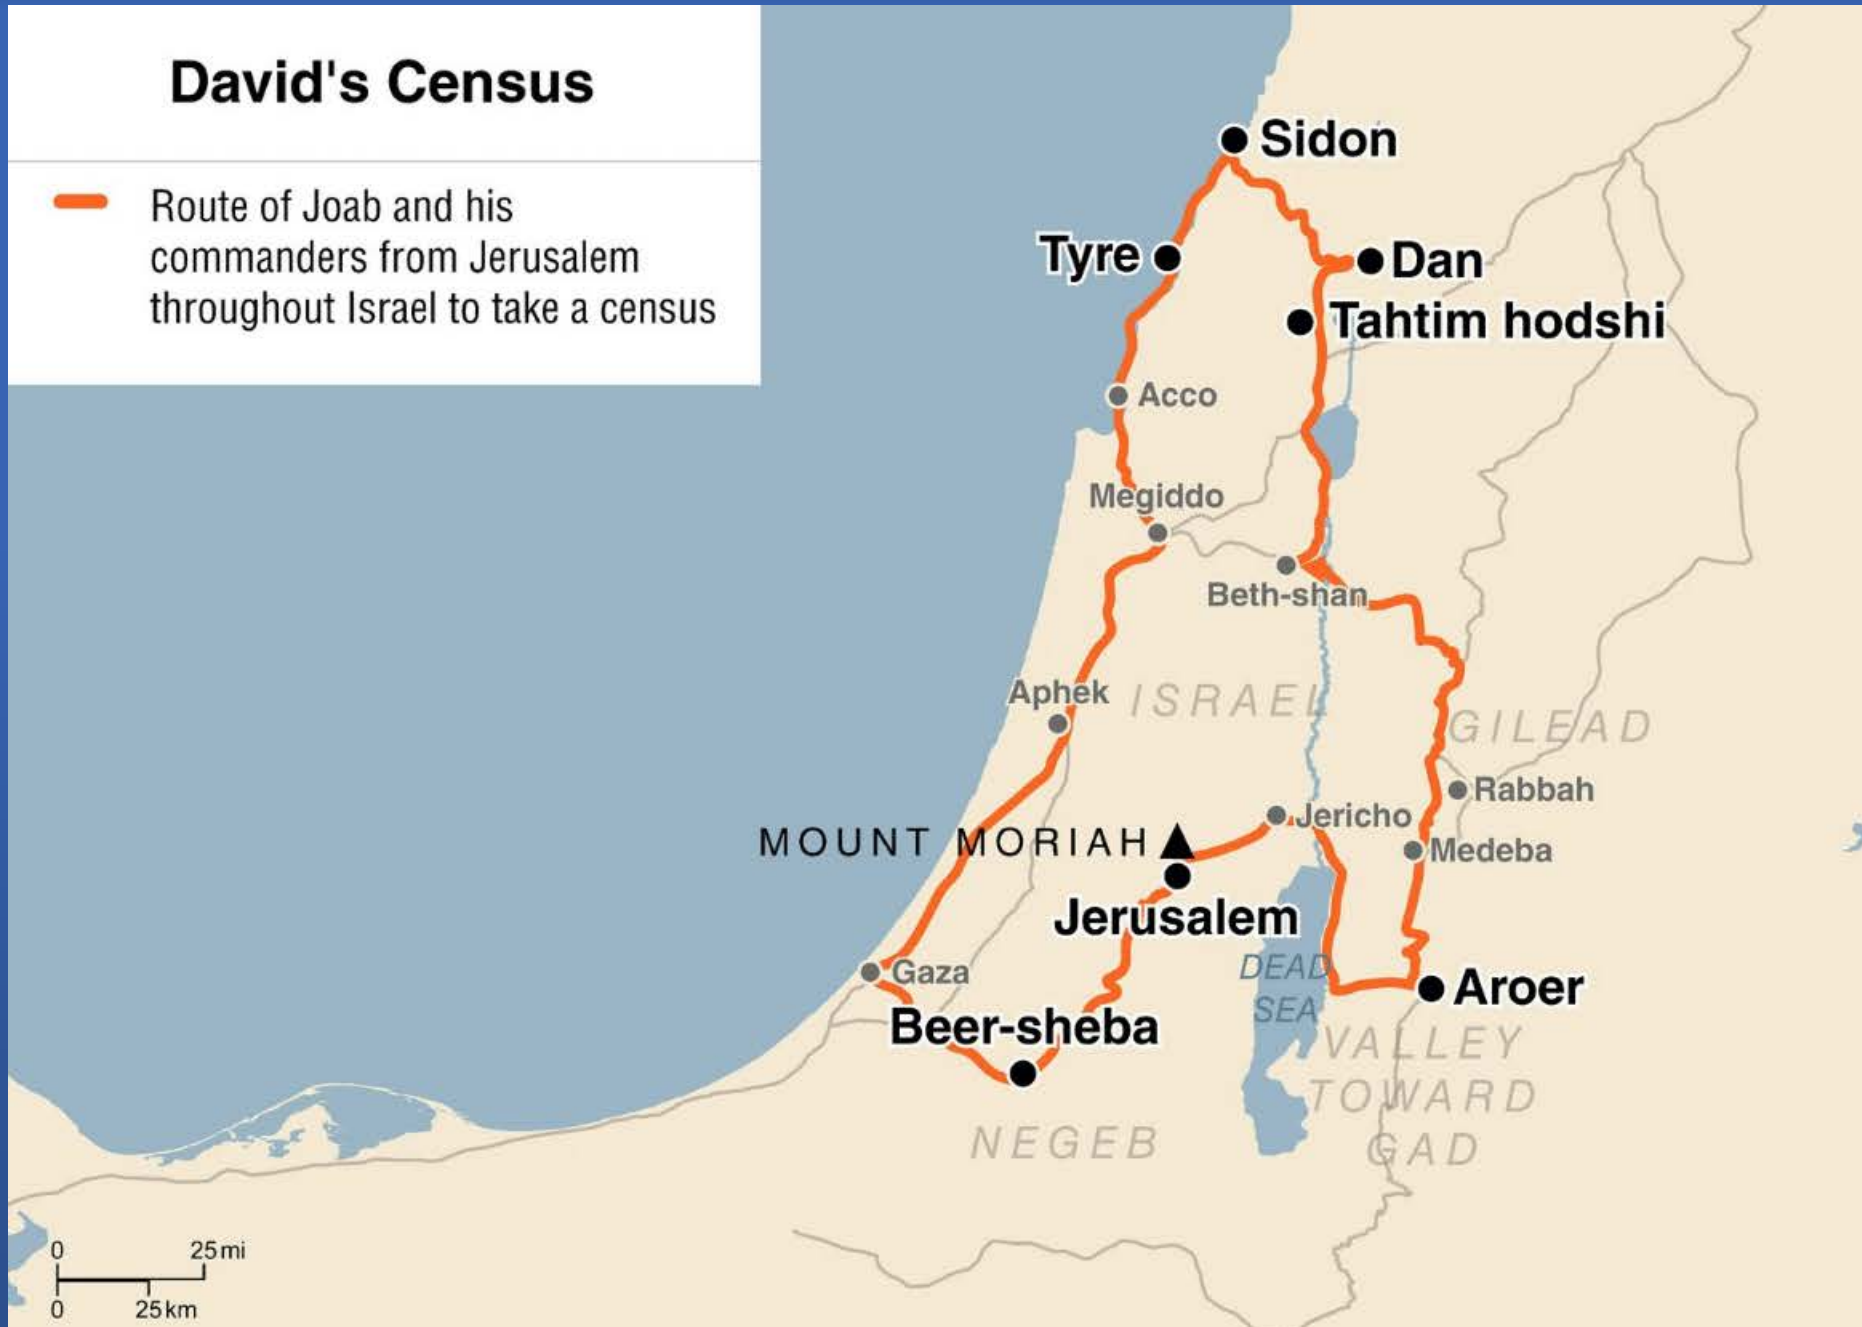 David's Census
Route of Joab and his
commanders from Jerusalem
throughout Israel to take a census
Sidon
Tyre
Dan
Tahtim hodshi
Acco
Megiddo
Beth-shan
Aphek
ISRAEL
GILEAD
Rabbah
Jericho
MOUNT MORIAH
Medeba
Jerusalem
DEAD
SEA
Gaza
Aroer
Beer-sheba
VALLEY
TOWARD
GAD
NEGEB
0 25 mi
0 25 km